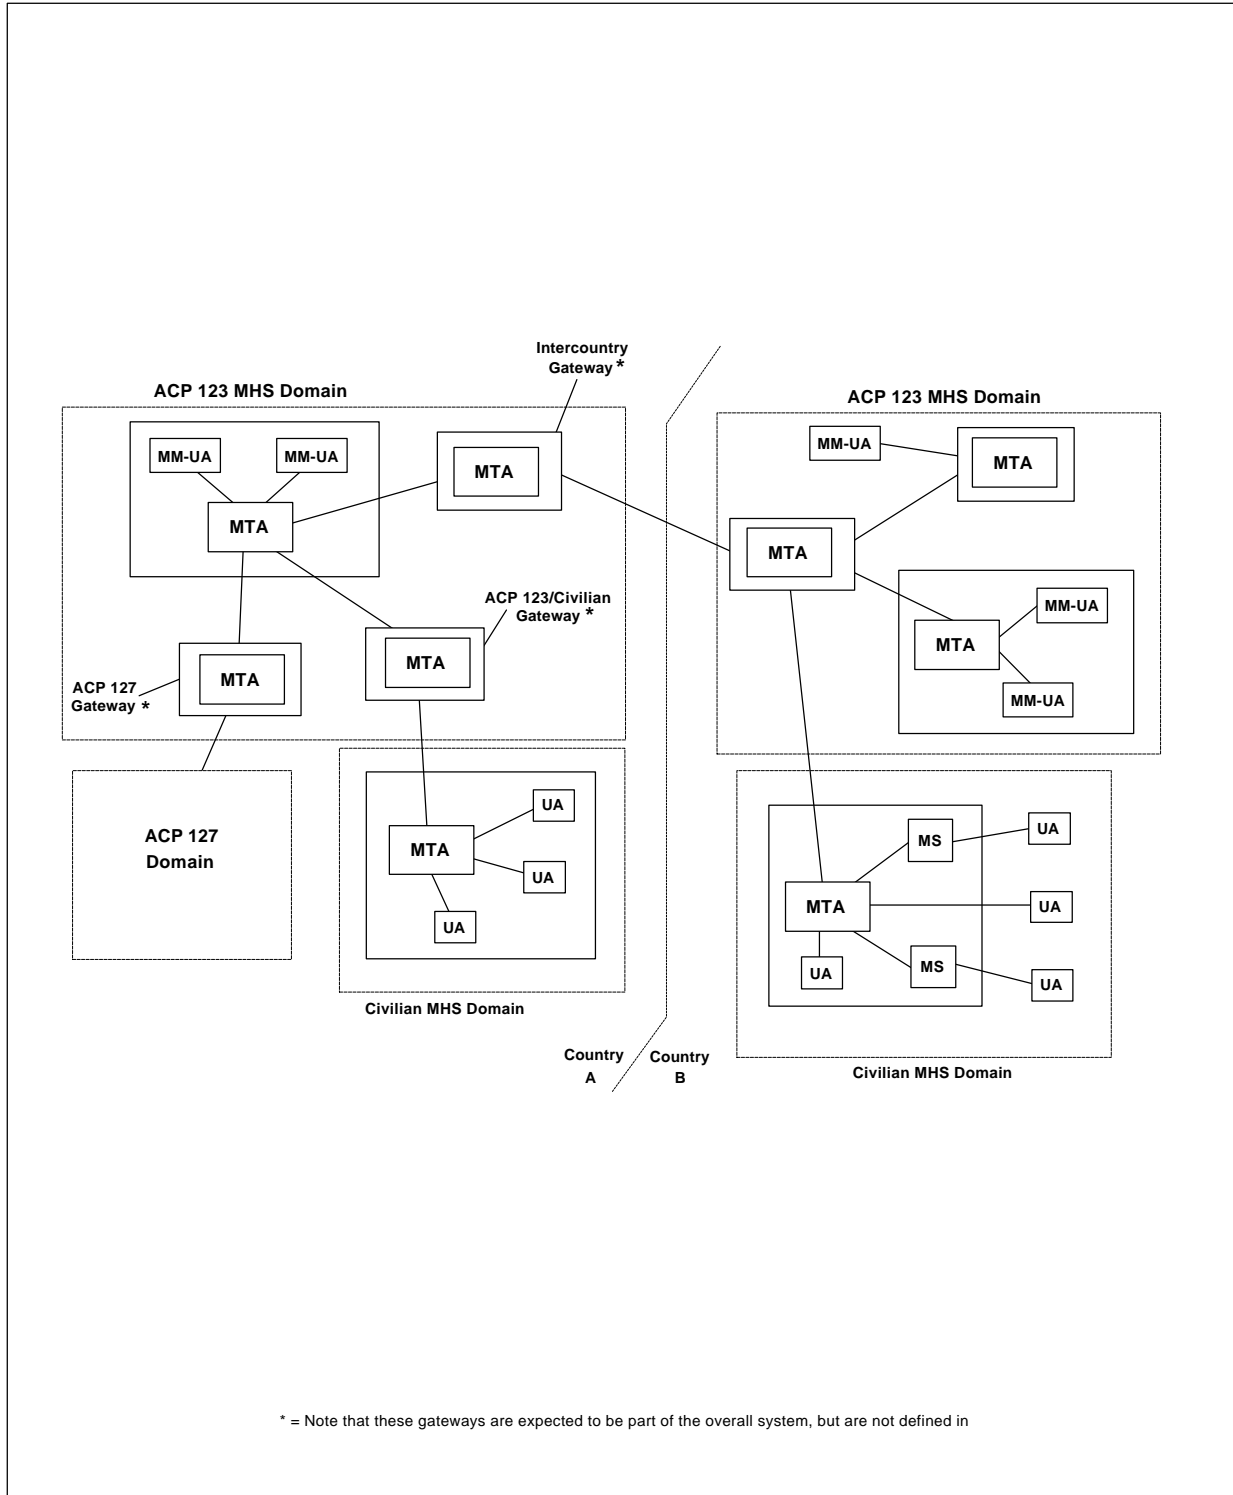 Intercountry
Gateway *
ACP 123 MHS Domain
MM-UA
MM-UA
MTA
MTA
ACP 123/Civilian
Gateway *
MTA
MTA
ACP 127
Gateway *
ACP 127
Domain
MTA
UA
UA
UA
Civilian MHS Domain
Country
A
Country
B
ACP 123 MHS Domain
MM-UA
MTA
MTA
MTA
MM-UA
MM-UA
MS
UA
MTA
UA
UA
MS
UA
Civilian MHS Domain
* = Note that these gateways are expected to be part of the overall system, but are not defined in